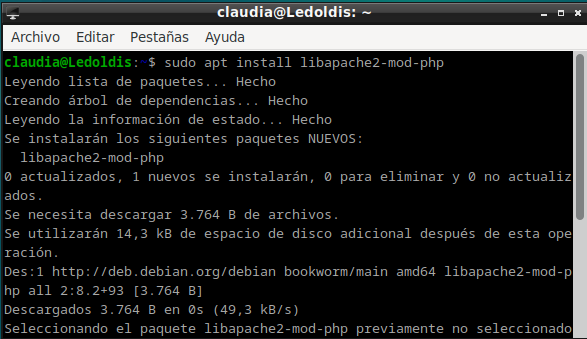 claudia@Ledoldis: ~
Archivo Editar Pestañas Ayuda
claudia@Ledoldis:~$ sudo apt install libapache2-mod-php
Leyendo lista de paquetes... Hecho
Creando árbol de dependencias... Hecho
Leyendo la información de estado... Hecho
Se instalarán los siguientes paquetes NUEVOS:
  libapache2-mod-php
0 actualizados, 1 nuevos se instalarán, 0 para eliminar y 0 no actualiz
ados.
Se necesita descargar 3.764 B de archivos.
Se utilizarán 14,3 kB de espacio de disco adicional después de esta ope
ración.
Des:1 http://deb.debian.org/debian bookworm/main amd64 libapache2-mod-p
hp all 2:8.2+93 [3.764 B]
Descargados 3.764 B en 0s (49,3 kB/s)
Seleccionando el paquete libapache2-mod-php previamente no seleccionado